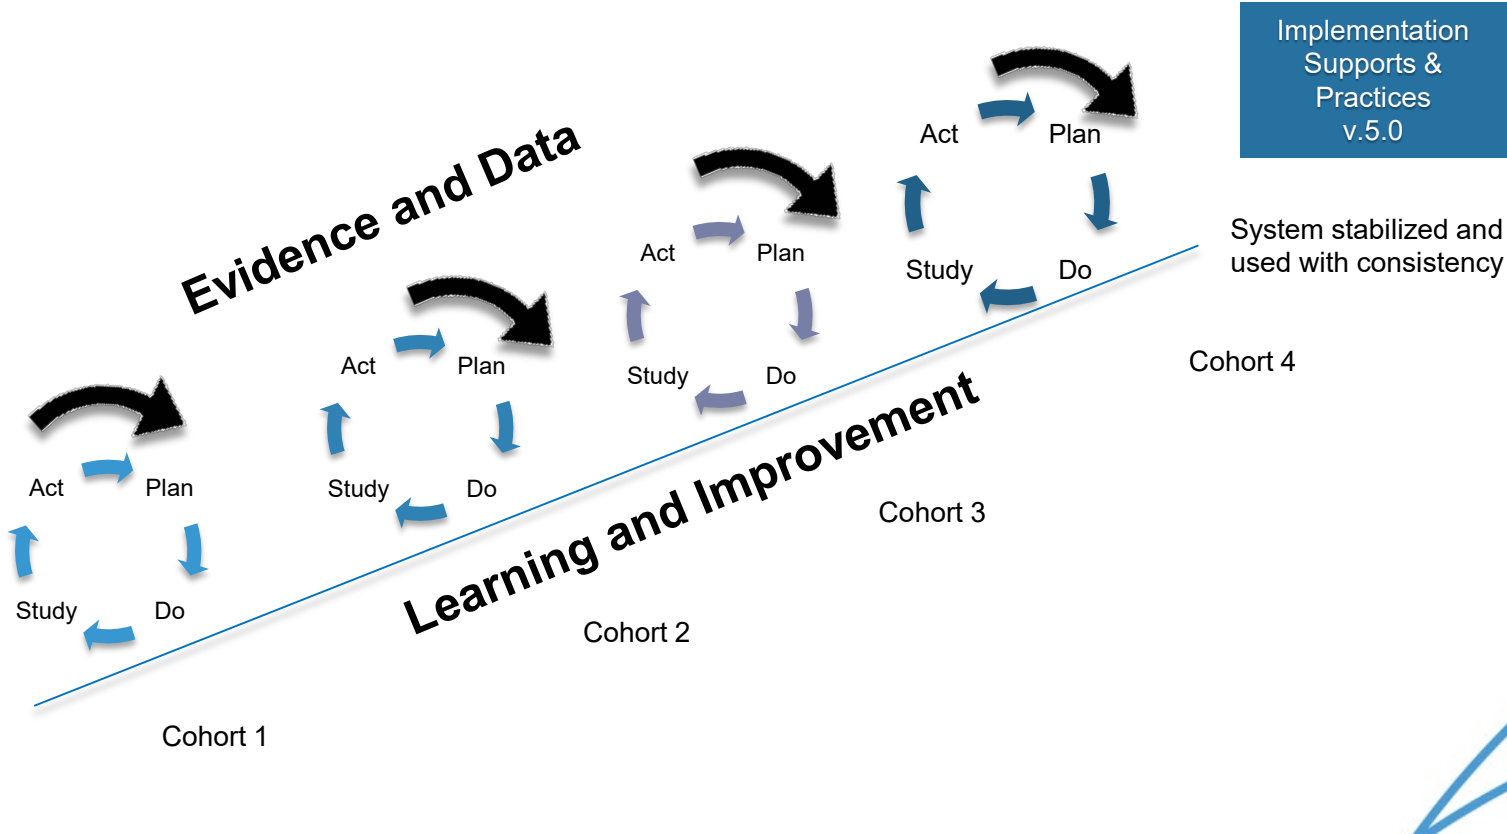 Implementation
Supports &
Practices
v.5.0
Evidence and Data
Act
Plan
Study
Do
Act
Plan
Study
Do
Act
Plan
Study
Do
Act
Plan
Study
Do
System stabilized and
used with consistency
Learning and Improvement
Cohort 1
Cohort 2
Cohort 3
Cohort 4